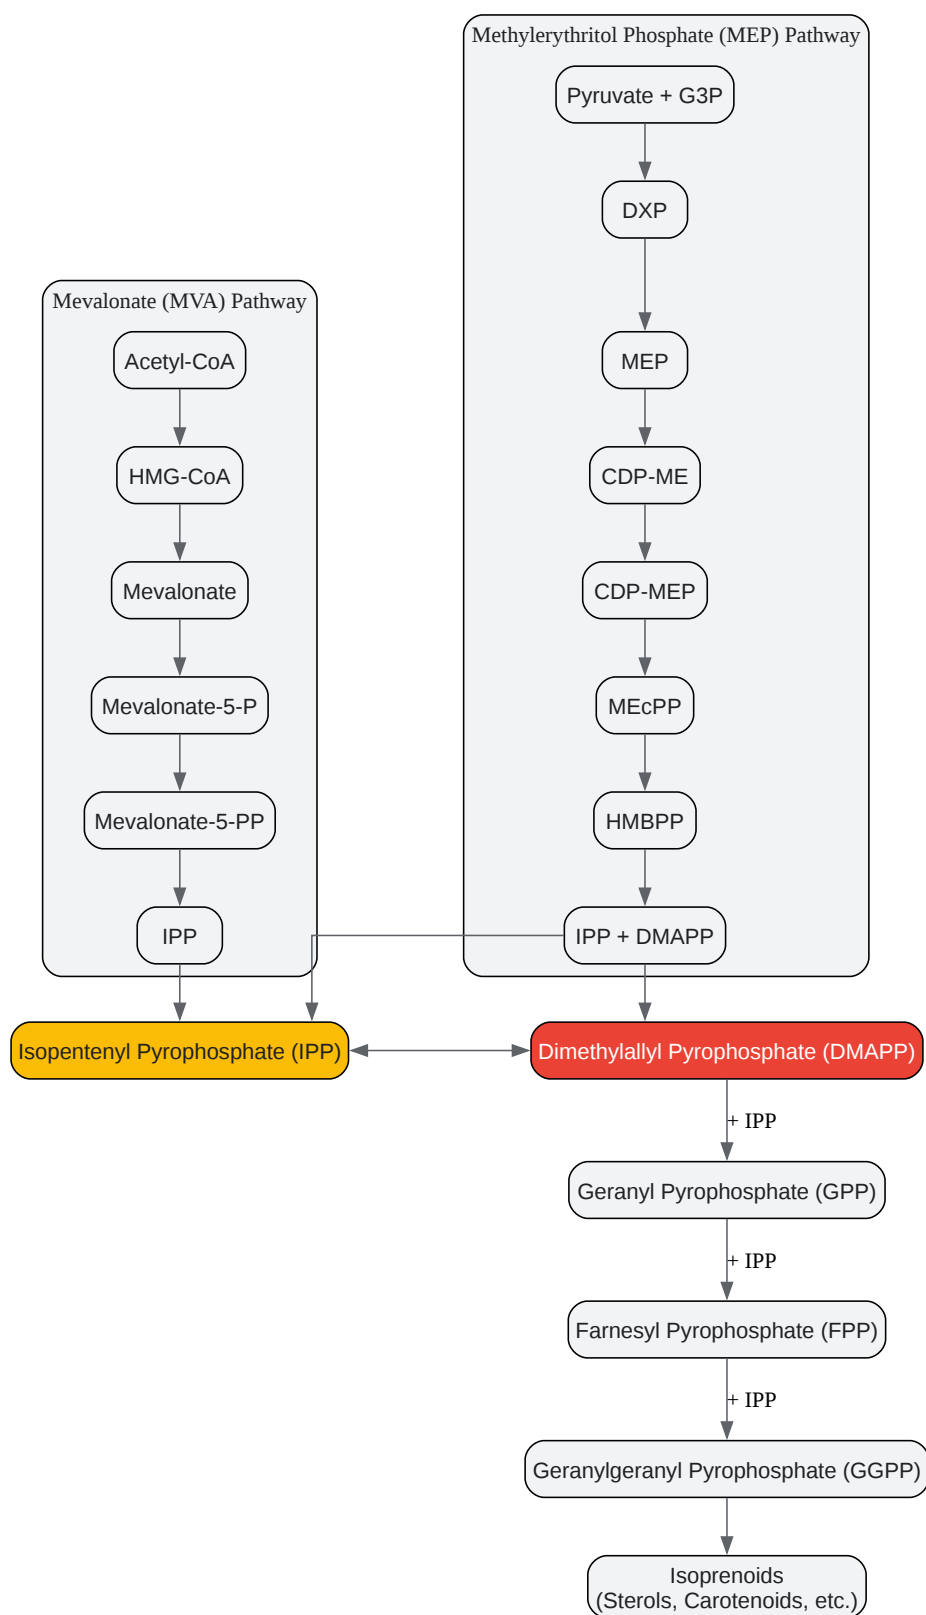 Methylerythritol Phosphate (MEP) Pathway
Pyruvate + G3P
DXP
MEP
CDP-ME
CDP-MEP
MEcPP
HMBPP
IPP + DMAPP
Mevalonate (MVA) Pathway
Acetyl-CoA
HMG-CoA
Mevalonate
Mevalonate-5-P
Mevalonate-5-PP
IPP
Isopentenyl Pyrophosphate (IPP)
Dimethylallyl Pyrophosphate (DMAPP)
+ IPP
Geranyl Pyrophosphate (GPP)
+ IPP
Farnesyl Pyrophosphate (FPP)
+ IPP
Geranylgeranyl Pyrophosphate (GGPP)
Isoprenoids
(Sterols, Carotenoids, etc.)